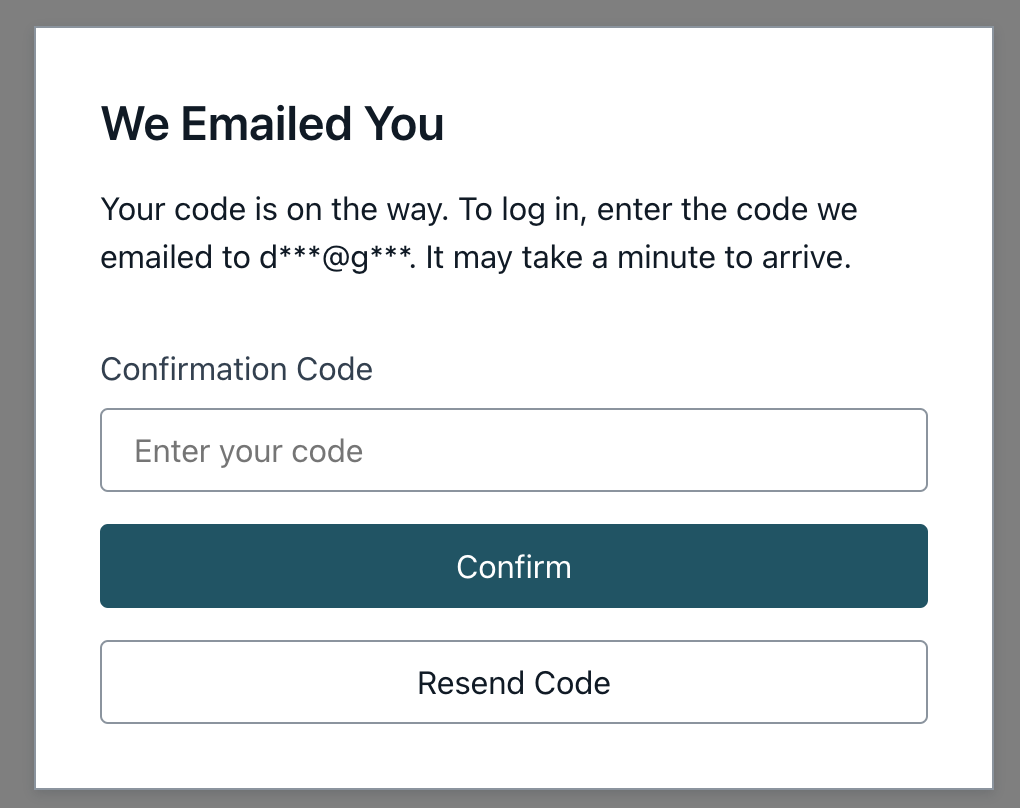 We Emailed You
Your code is on the way. To log in, enter the code we
emailed to d***@g***. It may take a minute to arrive.
Confirmation Code
Enter your code
Confirm
Resend Code